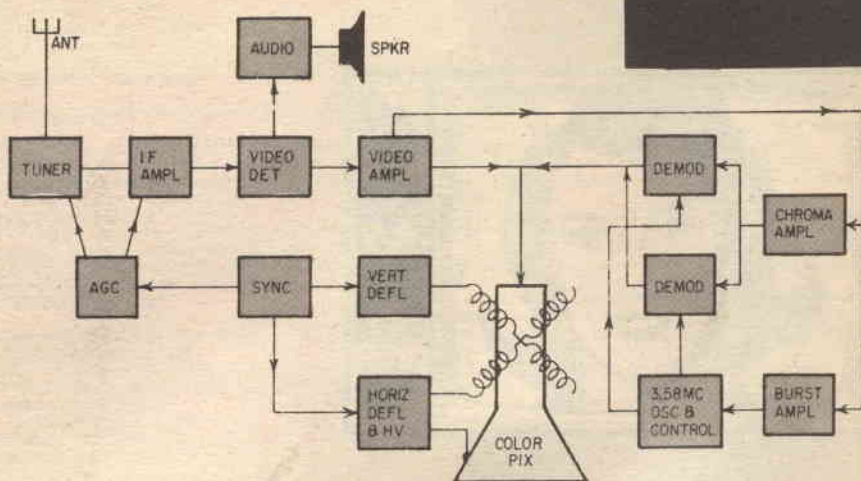 ANT
AUDIO
SPKR
TUNER
I.F
AMPL
VIDEO
DET
VIDEO
AMPL
DEMOD
CHROMA
AMPL
AGC
SYNC
VERT
DEFL
DEMOD
HORIZ
DEFL
& HV
COLOR
PIX
3.58MC
OSC &
CONTROL
BURST
AMPL